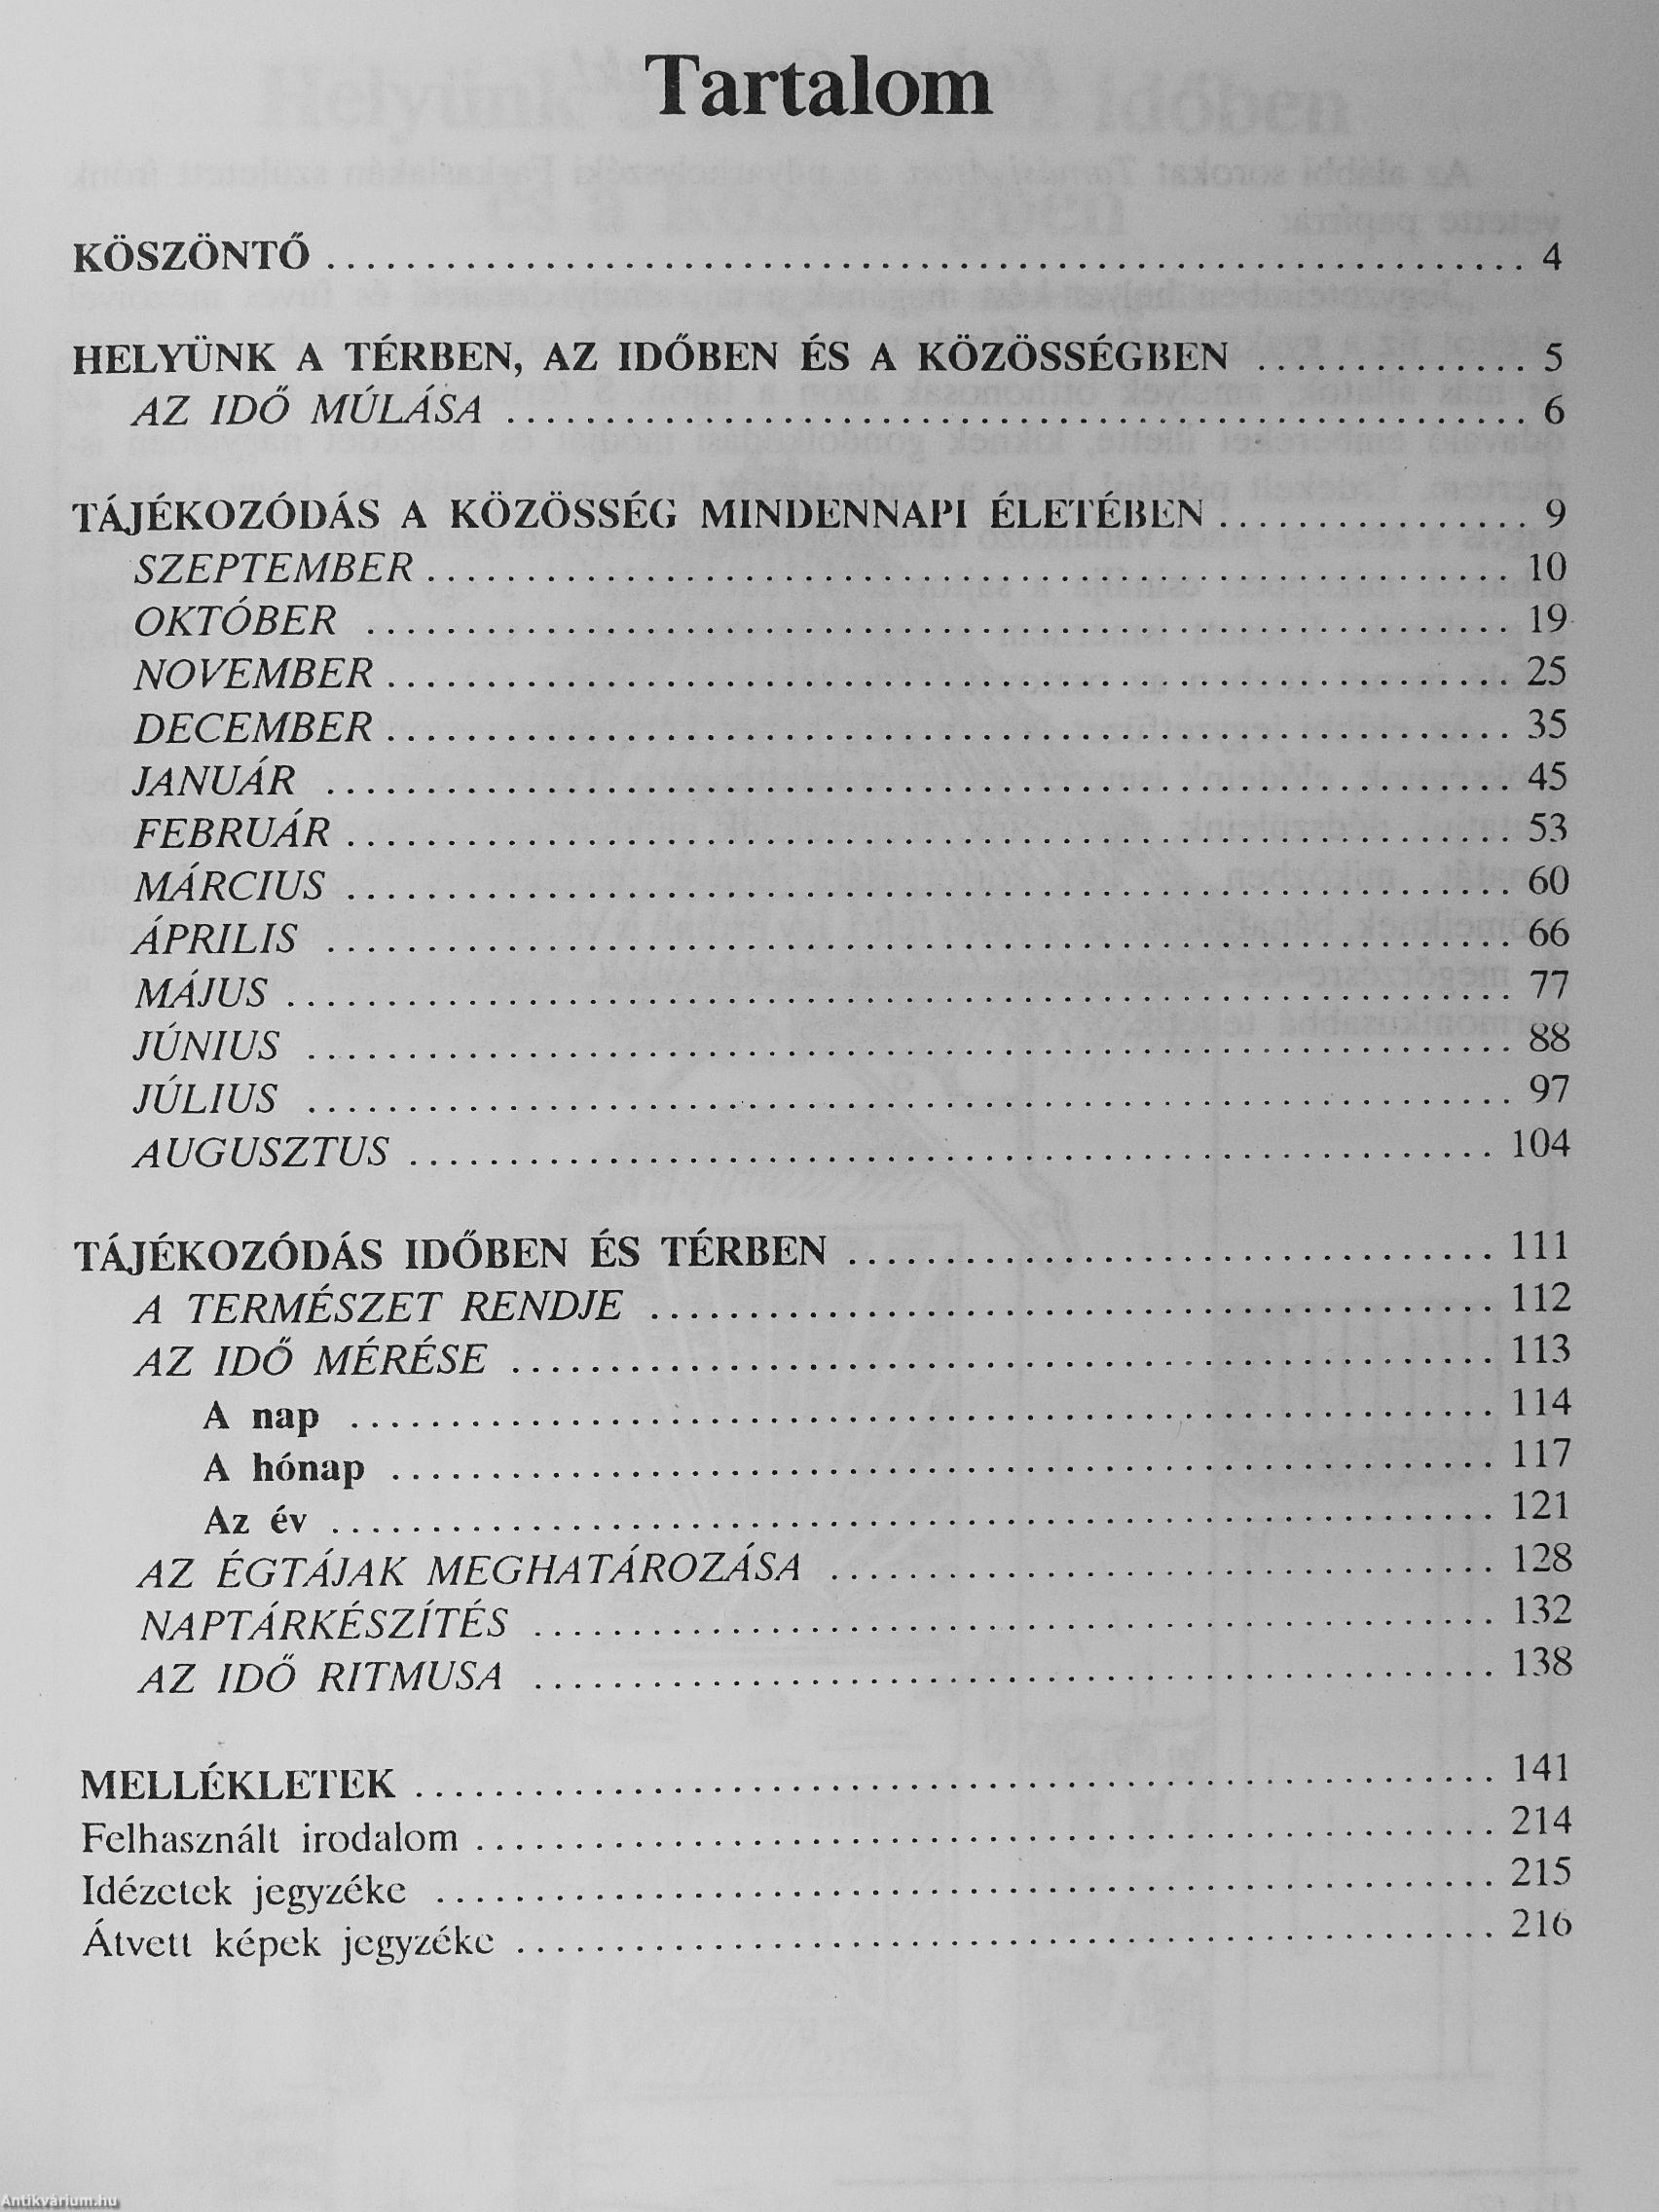 Tartalom
KÖSZÖNTŐ 4
HELYÜNK A TÉRBEN, AZ IDŐBEN ÉS A KÖZÖSSÉGBEN 5
AZ IDŐ MÚLÁSA 6
TÁJÉKOZÓDÁS A KÖZÖSSÉG MINDENNAPI ÉLETÉBEN 9
SZEPTEMBER 10
OKTÓBER 19
NOVEMBER 25
DECEMBER 35
JANUÁR 45
FEBRUÁR 53
MÁRCIUS 60
ÁPRILIS 66
MÁJUS 77
JÚNIUS 88
JÚLIUS 97
AUGUSZTUS 104
TÁJÉKOZÓDÁS IDŐBEN ÉS TÉRBEN 111
A TERMÉSZET RENDJE 112
AZ IDŐ MÉRÉSE 113
A nap 114
A hónap 117
Az év 121
AZ ÉGTÁJAK MEGHATÁROZÁSA 128
NAPTÁRKÉSZÍTÉS 132
AZ IDŐ RITMUSA 138
MELLÉKLETEK 141
Felhasznált irodalom 214
Idézetek jegyzéke 215
Átvett képek jegyzéke 216
Antikvárium.hu